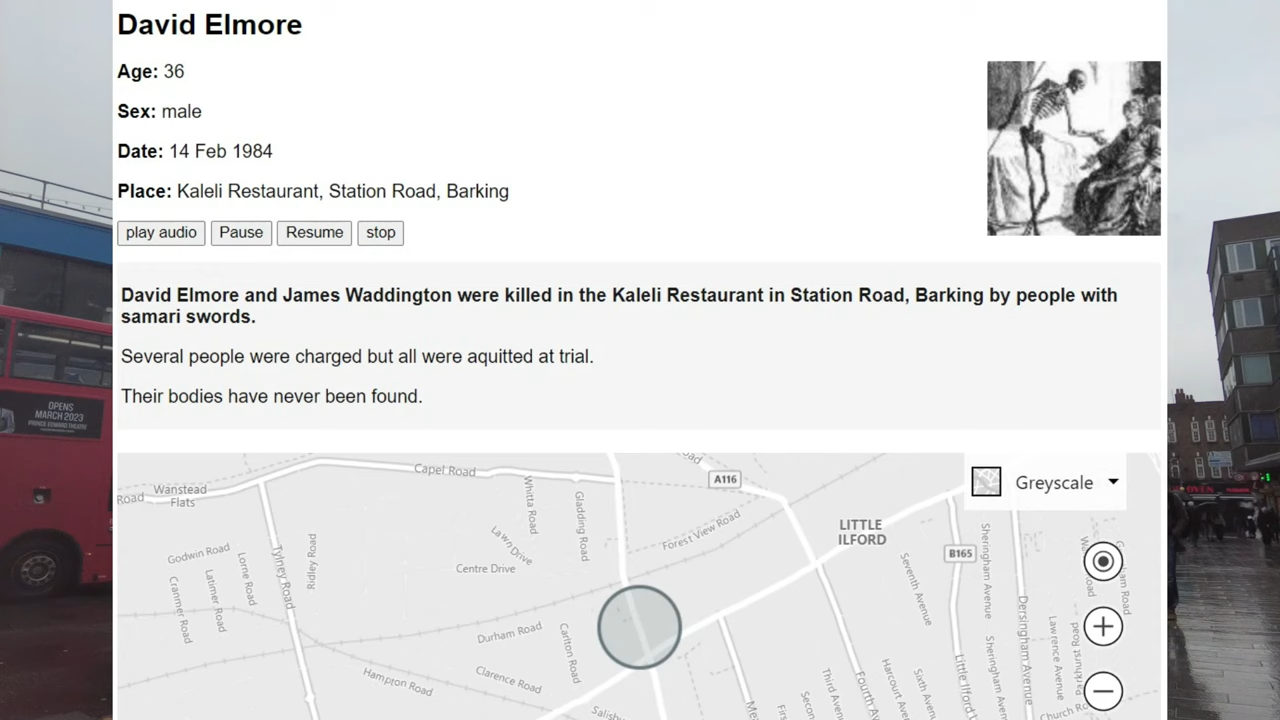 David Elmore
Age: 36
Sex: male
Date: 14 Feb 1984
Place: Kaleli Restaurant, Station Road, Barking
play audio Pause Resume stop
David Elmore and James Waddington were killed in the Kaleli Restaurant in Station Road, Barking by people with
samari swords.
Several people were charged but all were aquitted at trial.
Their bodies have never been found.
OPENS
MARCH 2023
Capel Road
A116
Greyscale
Road
Wanstead
Flats
Whitta Road
Gladding Road
Forest View Road
LITTLE
ILFORD
B165
Sheringham Avenue
Godwin Road
Lorne Road
Latimer Road
Cranmer Road
Tylney Road
Ridley Road
Lawn Drive
Centre Drive
Seventh Avenue
Dersingham Avenue
Lawrence Avenue
Durham Road
Carlton Road
Clarence Road
Hampton Road
Third Avenue
Harcourt Avenue
Sixth Avenue
Sheringham Avenue
Church Ro